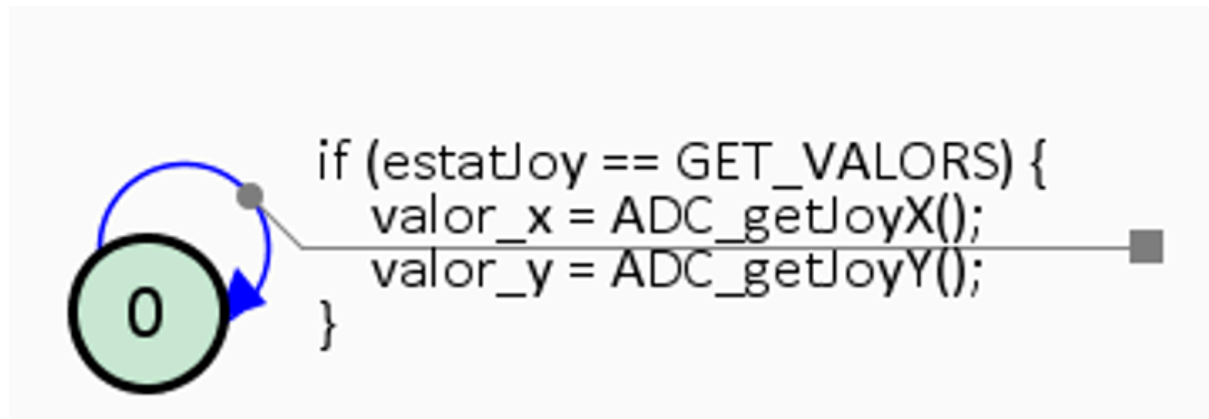 if (estatJoy == GET_VALORS) {
valor_x = ADC_getJoyX();
valor_y = ADC_getJoyY();
}
0